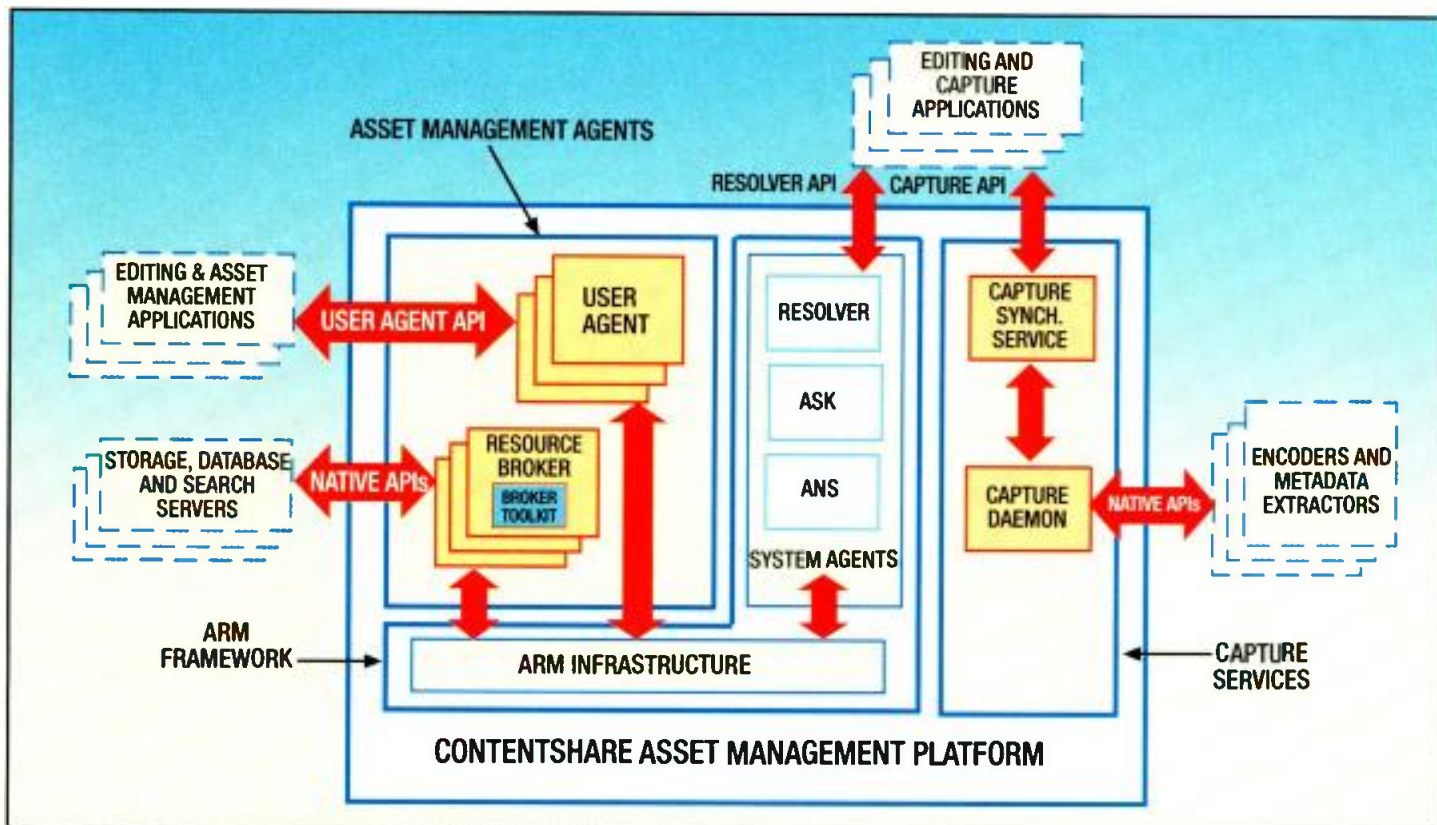 EDITING AND
CAPTURE
APPLICATIONS
ASSET MANAGEMENT AGENTS
RESOLVER API
CAPTURE API
EDITING & ASSET
MANAGEMENT
APPLICATIONS
USER AGENT API
USER
AGENT
RESOLVER
CAPTURE
SYNCH.
SERVICE
ASK
STORAGE, DATABASE
AND SEARCH
SERVERS
NATIVE APIs
RESOURCE
BROKER
BROKER
TOOLKIT
ANS
CAPTURE
DAEMON
NATIVE APIs
ENCODERS AND
METADATA
EXTRACTORS
SYSTEM AGENTS
ARM
FRAMEWORK
ARM INFRASTRUCTURE
CAPTURE
SERVICES
CONTENTSHARE ASSET MANAGEMENT PLATFORM